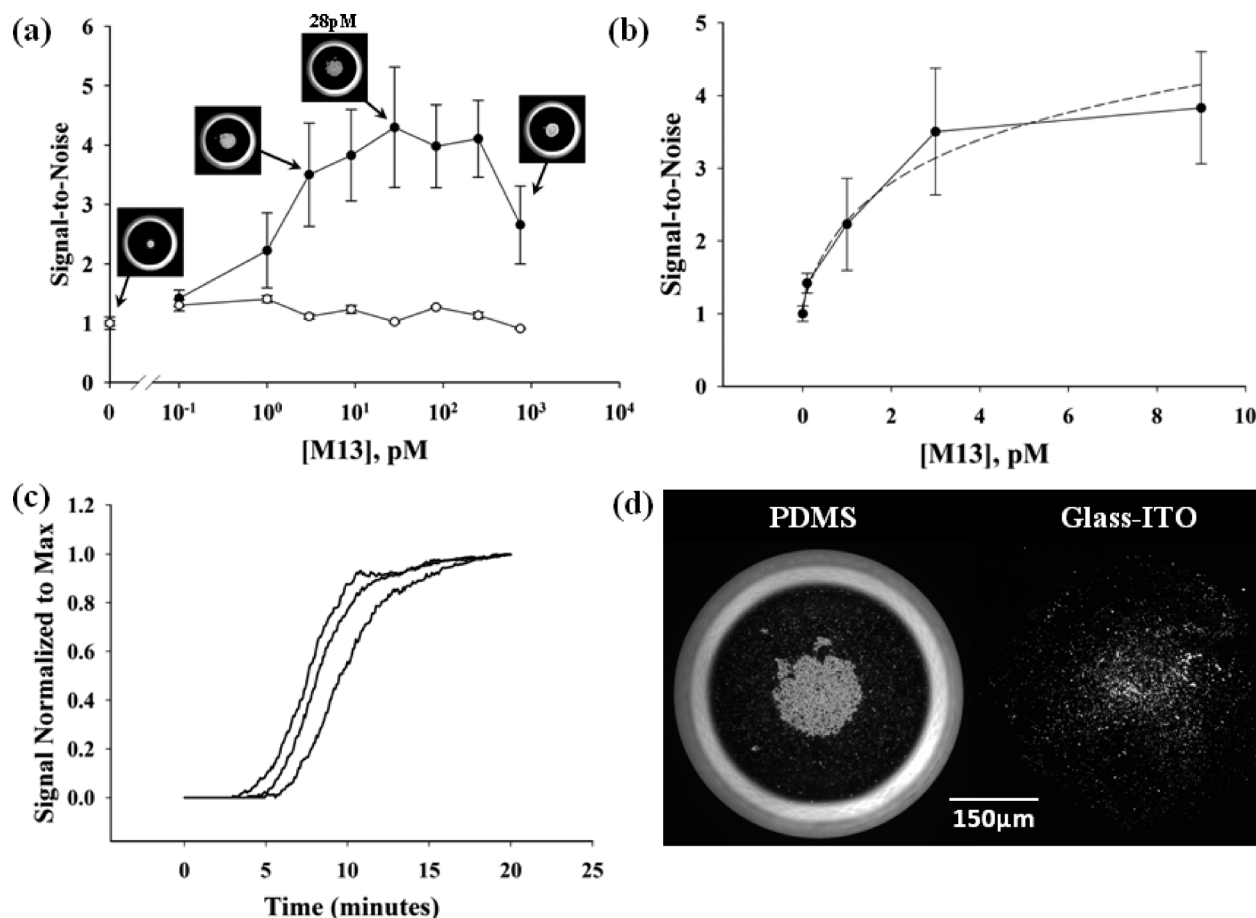 (a)
28pM
Signal-to-Noise
6
5
4
3
2
1
0
0
10-1
100
101
102
103
104
[M13], pM
(b)
Signal-to-Noise
5
4
3
2
1
0
0
2
4
6
8
10
[M13], pM
(c)
Signal Normalized to Max
1.2
1.0
0.8
0.6
0.4
0.2
0.0
0
5
10
15
20
25
Time (minutes)
(d)
PDMS
Glass-ITO
150µm